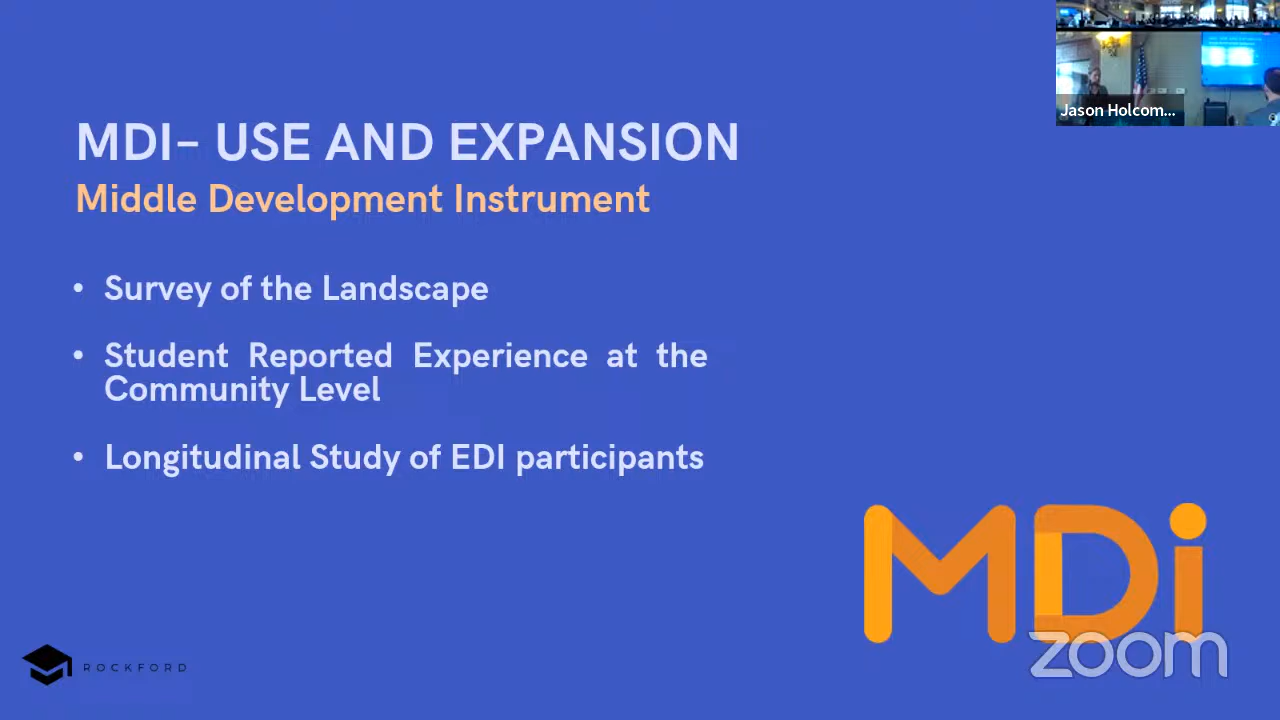 Jason Holcom...
MDI– USE AND EXPANSION
Middle Development Instrument
• Survey of the Landscape
• Student Reported Experience at the
Community Level
• Longitudinal Study of EDI participants
MDi
zoom
ROCKFORD